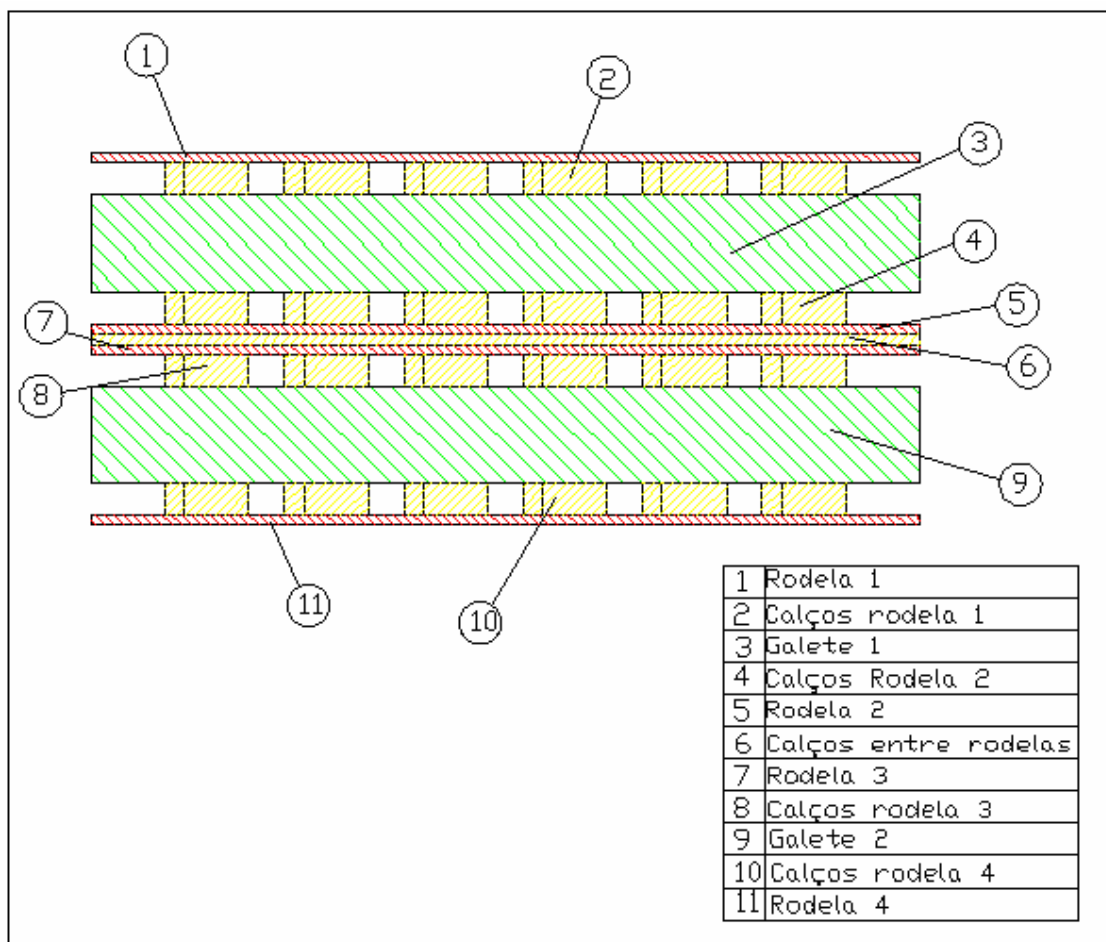 1
2
3
4
5
7
6
8
9
11
10
1 Rodela 1
2 Calços rodela 1
3 Galete 1
4 Calços Rodela 2
5 Rodela 2
6 Calços entre rodelas
7 Rodela 3
8 Calços rodela 3
9 Galete 2
10 Calços rodela 4
11 Rodela 4